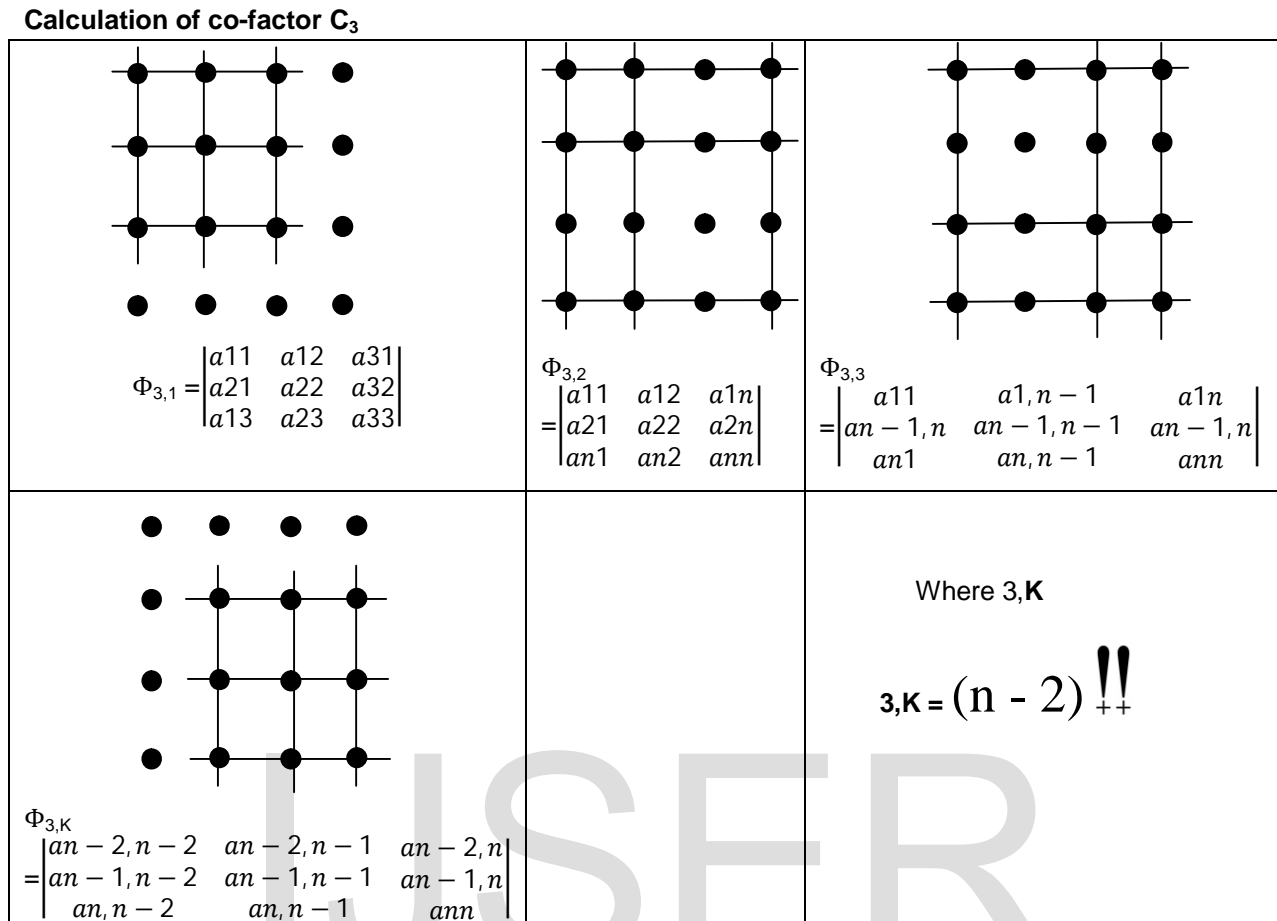 Calculation of co-factor C₃
Φ₃,₁ = |a11 a12 a31|
|a21 a22 a32|
|a13 a23 a33|
Φ₃,₂
= |a11 a12 a1n|
|a21 a22 a2n|
|an1 an2 ann|
Φ₃,₃
= |a11 a1, n − 1 a1n|
|an − 1, n an − 1, n − 1 an − 1, n|
|an1 an, n − 1 ann|
Φ₃,K
= |an − 2, n − 2 an − 2, n − 1 an − 2, n|
|an − 1, n − 2 an − 1, n − 1 an − 1, n|
|an, n − 2 an, n − 1 ann|
Where 3,K
3,K = (n - 2) !! ++
IJSER